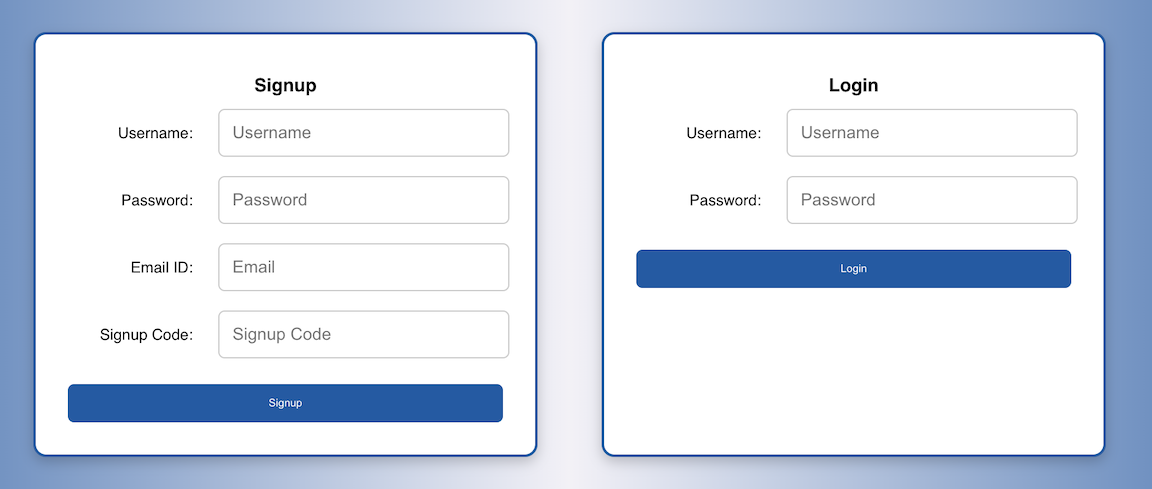 Signup
Username: Username
Password: Password
Email ID: Email
Signup Code: Signup Code
Signup
Login
Username: Username
Password: Password
Login